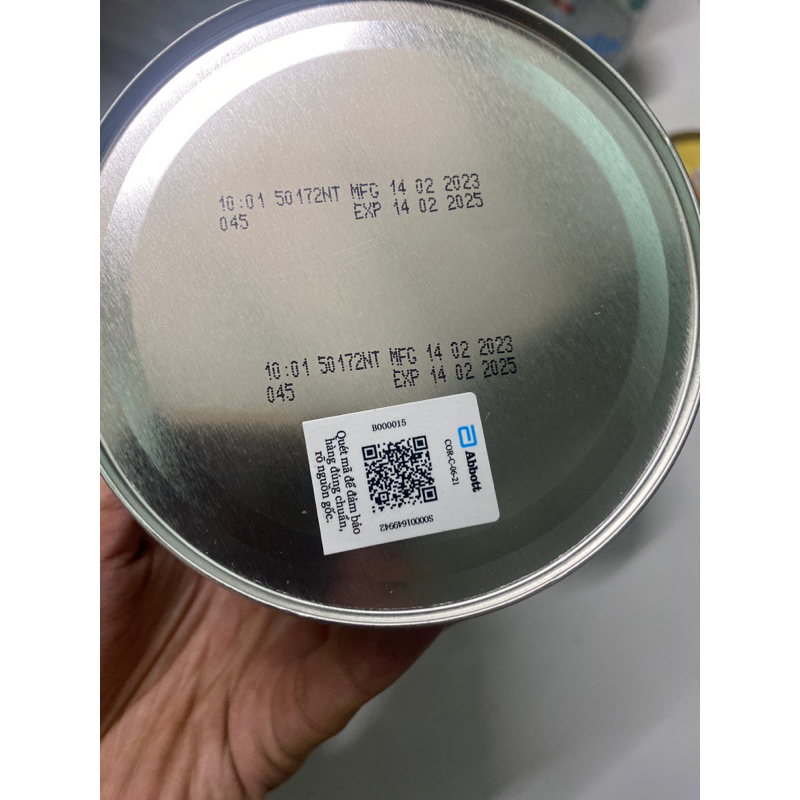 10:01 50172NT MFG 14 02 2023
045 EXP 14 02 2025
10:01 50172NT MFG 14 02 2023
045 EXP 14 02 2025
B000015
Abbott
COR-C-06-21
Quét mã để đảm bảo
hàng đúng chuẩn,
rõ nguồn gốc.
S00001649942